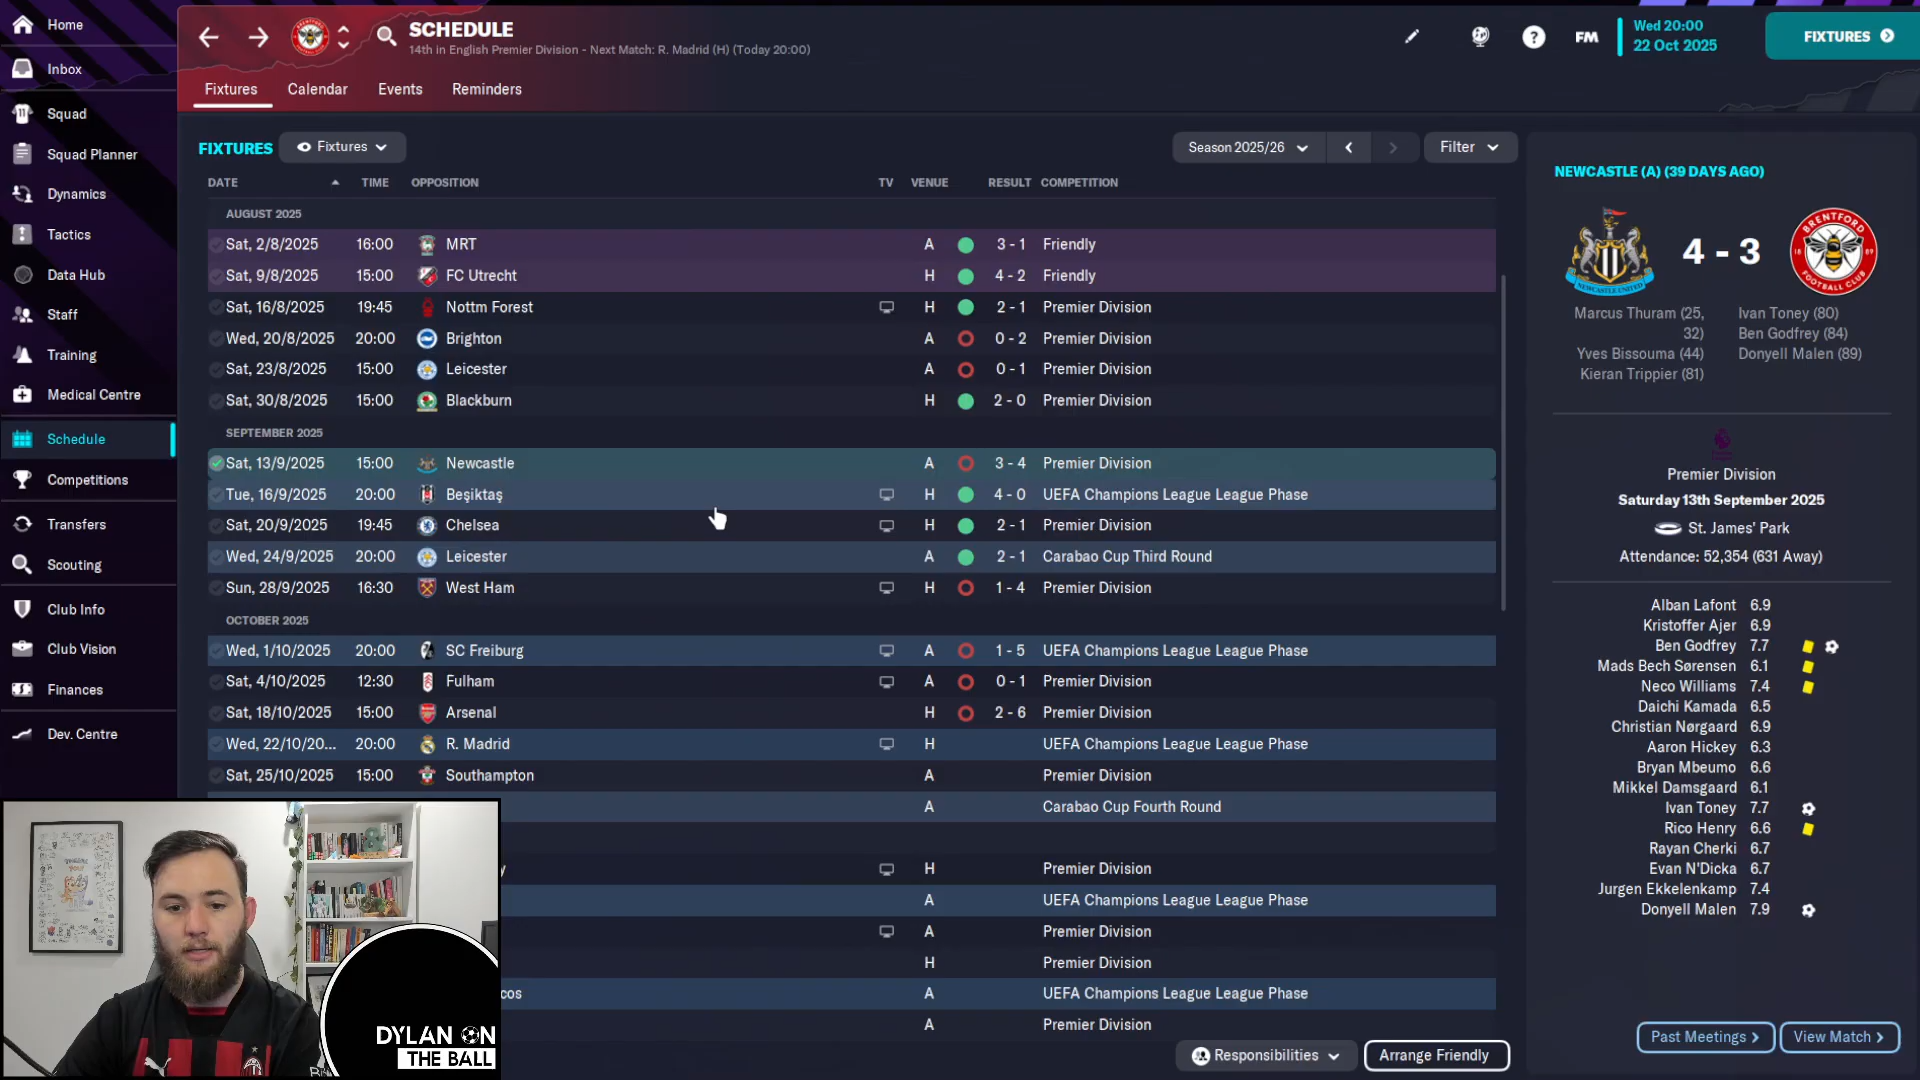 Home
Inbox
Squad
Squad Planner
Dynamics
Tactics
Data Hub
Staff
Training
Medical Centre
Schedule
Competitions
Transfers
Scouting
Club Info
Club Vision
Finances
Dev. Centre
SCHEDULE
14th in English Premier Division - Next Match: R. Madrid (H) (Today 20:00)
FM
Wed 20:00
22 Oct 2025
FIXTURES
Fixtures Calendar Events Reminders
FIXTURES Fixtures Season 2025/26 Filter
DATE TIME OPPOSITION TV VENUE RESULT COMPETITION
AUGUST 2025
Sat, 2/8/2025 16:00 MRT A 3 - 1 Friendly
Sat, 9/8/2025 15:00 FC Utrecht H 4 - 2 Friendly
Sat, 16/8/2025 19:45 Nottm Forest H 2 - 1 Premier Division
Wed, 20/8/2025 20:00 Brighton A 0 - 2 Premier Division
Sat, 23/8/2025 15:00 Leicester A 0 - 1 Premier Division
Sat, 30/8/2025 15:00 Blackburn H 2 - 0 Premier Division
SEPTEMBER 2025
Sat, 13/9/2025 15:00 Newcastle A 3 - 4 Premier Division
Tue, 16/9/2025 20:00 Beşiktaş H 4 - 0 UEFA Champions League League Phase
Sat, 20/9/2025 19:45 Chelsea H 2 - 1 Premier Division
Wed, 24/9/2025 20:00 Leicester A 2 - 1 Carabao Cup Third Round
Sun, 28/9/2025 16:30 West Ham H 1 - 4 Premier Division
OCTOBER 2025
Wed, 1/10/2025 20:00 SC Freiburg A 1 - 5 UEFA Champions League League Phase
Sat, 4/10/2025 12:30 Fulham A 0 - 1 Premier Division
Sat, 18/10/2025 15:00 Arsenal H 2 - 6 Premier Division
Wed, 22/10/20... 20:00 R. Madrid H UEFA Champions League League Phase
Sat, 25/10/2025 15:00 Southampton A Premier Division
A Carabao Cup Fourth Round
y H Premier Division
A UEFA Champions League League Phase
A Premier Division
H Premier Division
cos A UEFA Champions League League Phase
A Premier Division
Responsibilities Arrange Friendly
NEWCASTLE (A) (39 DAYS AGO)
NEWCASTLE UNITED
4 - 3
BRENTFORD
18 89
FOOTBALL CLUB
Marcus Thuram (25,
32)
Yves Bissouma (44)
Kieran Trippier (81)
Ivan Toney (80)
Ben Godfrey (84)
Donyell Malen (89)
Premier Division
Saturday 13th September 2025
St. James' Park
Attendance: 52,354 (631 Away)
Alban Lafont 6.9
Kristoffer Ajer 6.9
Ben Godfrey 7.7
Mads Bech Sørensen 6.1
Neco Williams 7.4
Daichi Kamada 6.5
Christian Nørgaard 6.9
Aaron Hickey 6.3
Bryan Mbeumo 6.6
Mikkel Damsgaard 6.1
Ivan Toney 7.7
Rico Henry 6.6
Rayan Cherki 6.7
Evan N'Dicka 6.7
Jurgen Ekkelenkamp 7.4
Donyell Malen 7.9
Past Meetings View Match
DYLAN ON
THE BALL